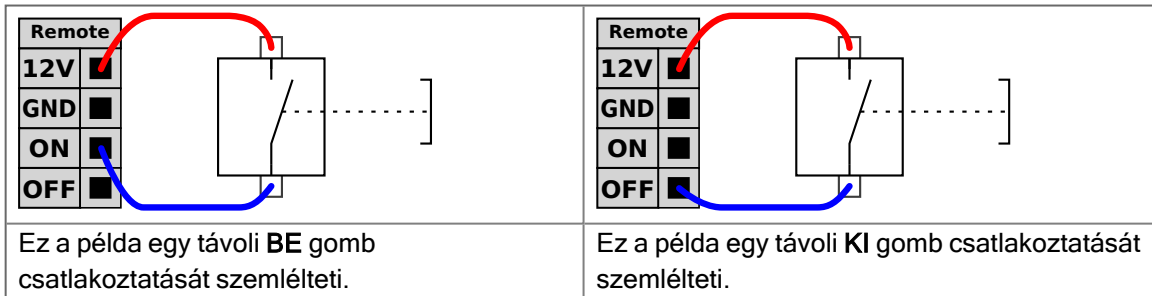 Remote
12V
GND
ON
OFF
Ez a példa egy távoli BE gomb
csatlakoztatását szemlélteti.
Remote
12V
GND
ON
OFF
Ez a példa egy távoli KI gomb csatlakoztatását
szemlélteti.